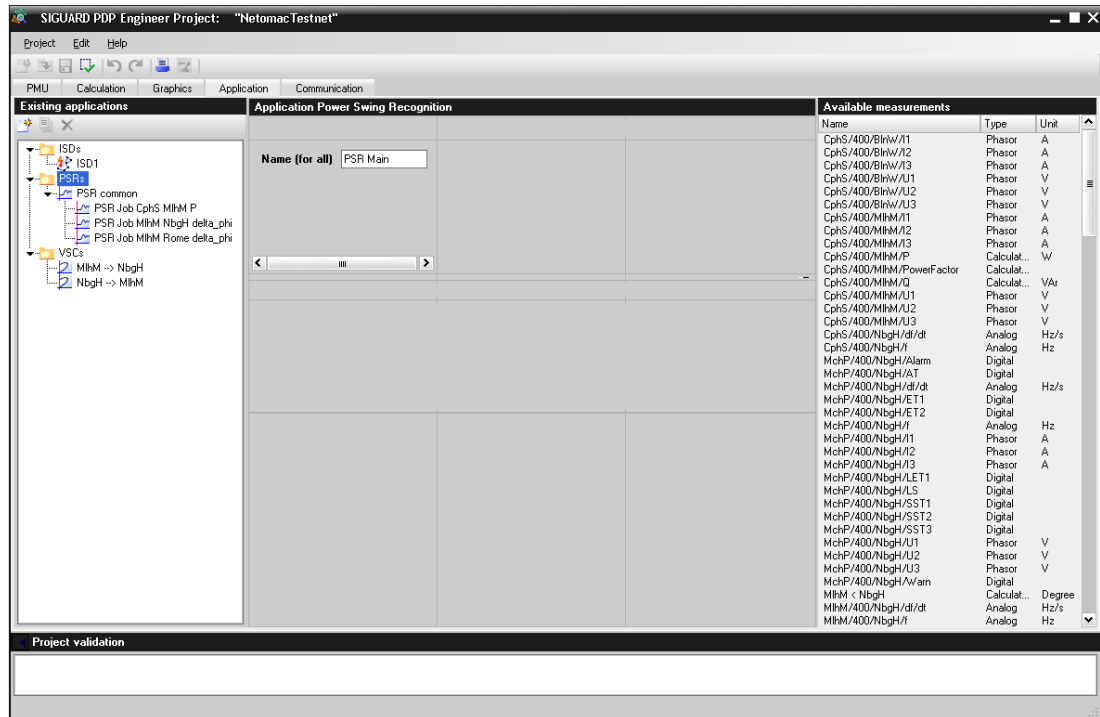 SIGUARD PDP Engineer Project: "NetomacTestnet"
Project Edit Help
PMU Calculation Graphics Application Communication
Existing applications
ISDs
ISD1
PSRs
PSR common
PSR Job CphS MlhM P
PSR Job MlhM NbgH delta_phi
PSR Job MlhM Rome delta_phi
VSCs
MlhM --> NbgH
NbgH --> MlhM
Application Power Swing Recognition
Name (for all) PSR Main
Available measurements
Name Type Unit
CphS/400/BlnW/I1 Phasor A
CphS/400/BlnW/I2 Phasor A
CphS/400/BlnW/I3 Phasor A
CphS/400/BlnW/U1 Phasor V
CphS/400/BlnW/U2 Phasor V
CphS/400/BlnW/U3 Phasor V
CphS/400/MlhM/I1 Phasor A
CphS/400/MlhM/I2 Phasor A
CphS/400/MlhM/I3 Phasor A
CphS/400/MlhM/P Calculat... W
CphS/400/MlhM/PowerFactor Calculat...
CphS/400/MlhM/Q Calculat... VAr
CphS/400/MlhM/U1 Phasor V
CphS/400/MlhM/U2 Phasor V
CphS/400/MlhM/U3 Phasor V
CphS/400/NbgH/df/dt Analog Hz/s
CphS/400/NbgH/f Analog Hz
MchP/400/NbgH/Alarm Digital
MchP/400/NbgH/AT Digital
MchP/400/NbgH/df/dt Analog Hz/s
MchP/400/NbgH/ET1 Digital
MchP/400/NbgH/ET2 Digital
MchP/400/NbgH/f Analog Hz
MchP/400/NbgH/I1 Phasor A
MchP/400/NbgH/I2 Phasor A
MchP/400/NbgH/I3 Phasor A
MchP/400/NbgH/LET1 Digital
MchP/400/NbgH/LS Digital
MchP/400/NbgH/SST1 Digital
MchP/400/NbgH/SST2 Digital
MchP/400/NbgH/SST3 Digital
MchP/400/NbgH/U1 Phasor V
MchP/400/NbgH/U2 Phasor V
MchP/400/NbgH/U3 Phasor V
MchP/400/NbgH/Warn Digital
MlhM < NbgH Calculat... Degree
MlhM/400/NbgH/df/dt Analog Hz/s
MlhM/400/NbgH/f Analog Hz
Project validation